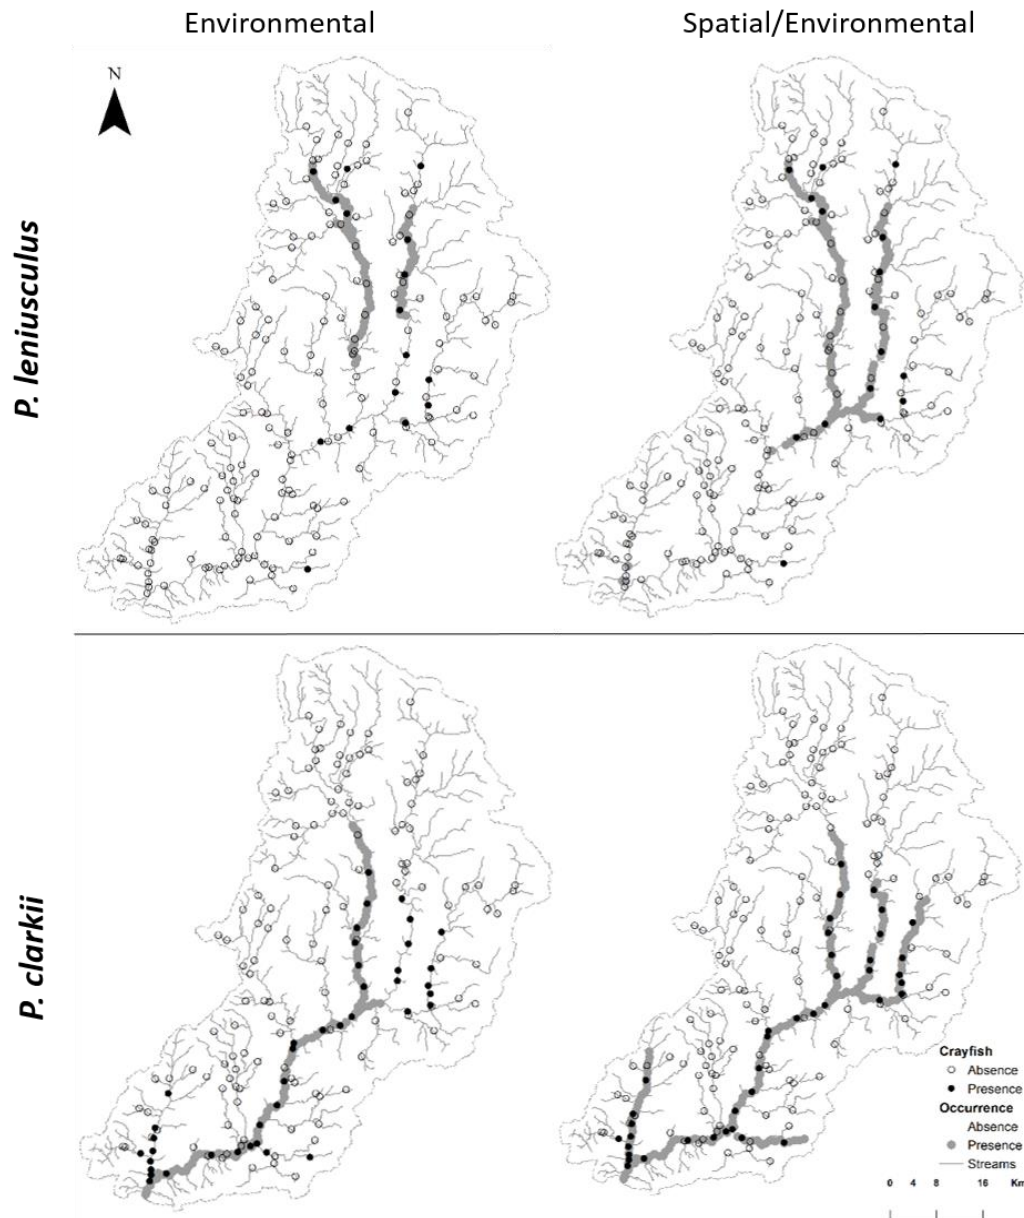 Environmental
Spatial/Environmental
N
P. leniusculus
P. clarkii
Crayfish
Absence
Presence
Occurrence
Absence
Presence
Streams
0 4 8 16 Km